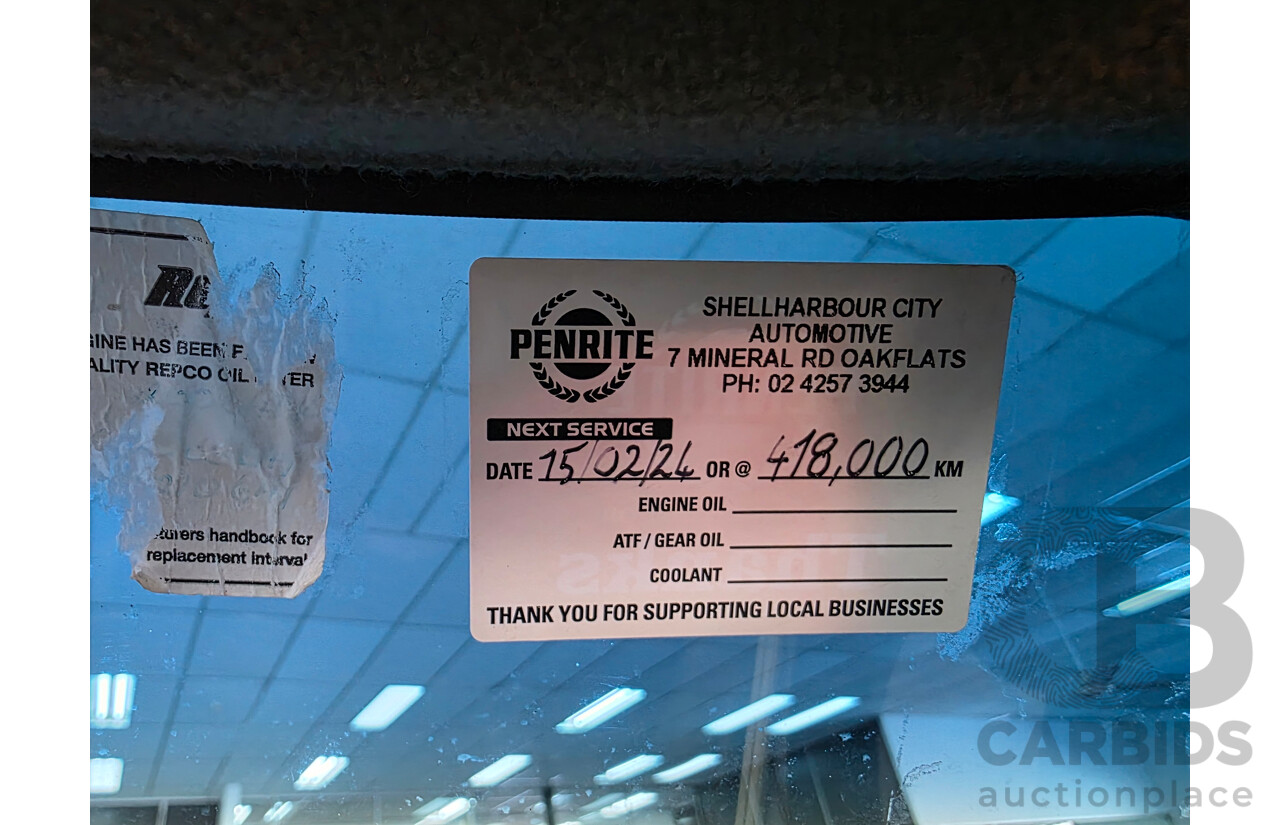 GINE HAS BEEN
ALITY REPCO OIL
handbook for
replacement interval
PENRITE
SHELLHARBOUR CITY
AUTOMOTIVE
7 MINERAL RD OAKFLATS
PH: 02 4257 3944
NEXT SERVICE
DATE 15/02/24 OR @ 418,000 KM
ENGINE OIL
ATF / GEAR OIL
COOLANT
THANK YOU FOR SUPPORTING LOCAL BUSINESSES
CARBIDS
auctionplace